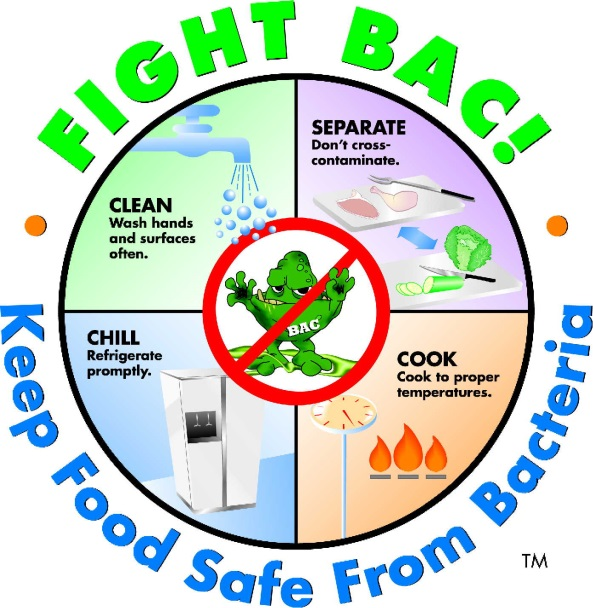 FIGHT BAC!
CLEAN
Wash hands
and surfaces
often.
SEPARATE
Don't cross-
contaminate.
BAC
CHILL
Refrigerate
promptly.
COOK
Cook to proper
temperatures.
Keep Food Safe From Bacteria
TM